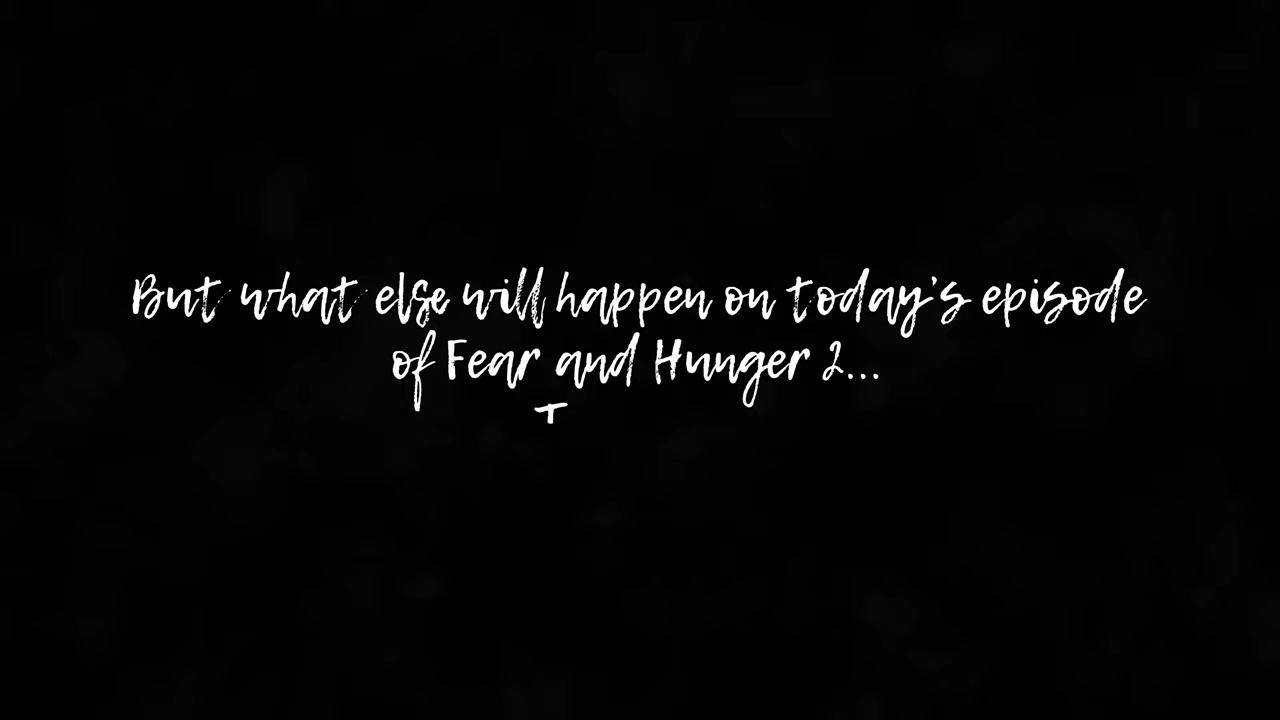 But what else will happen on today's episode
of Fear and Hunger 2...
T